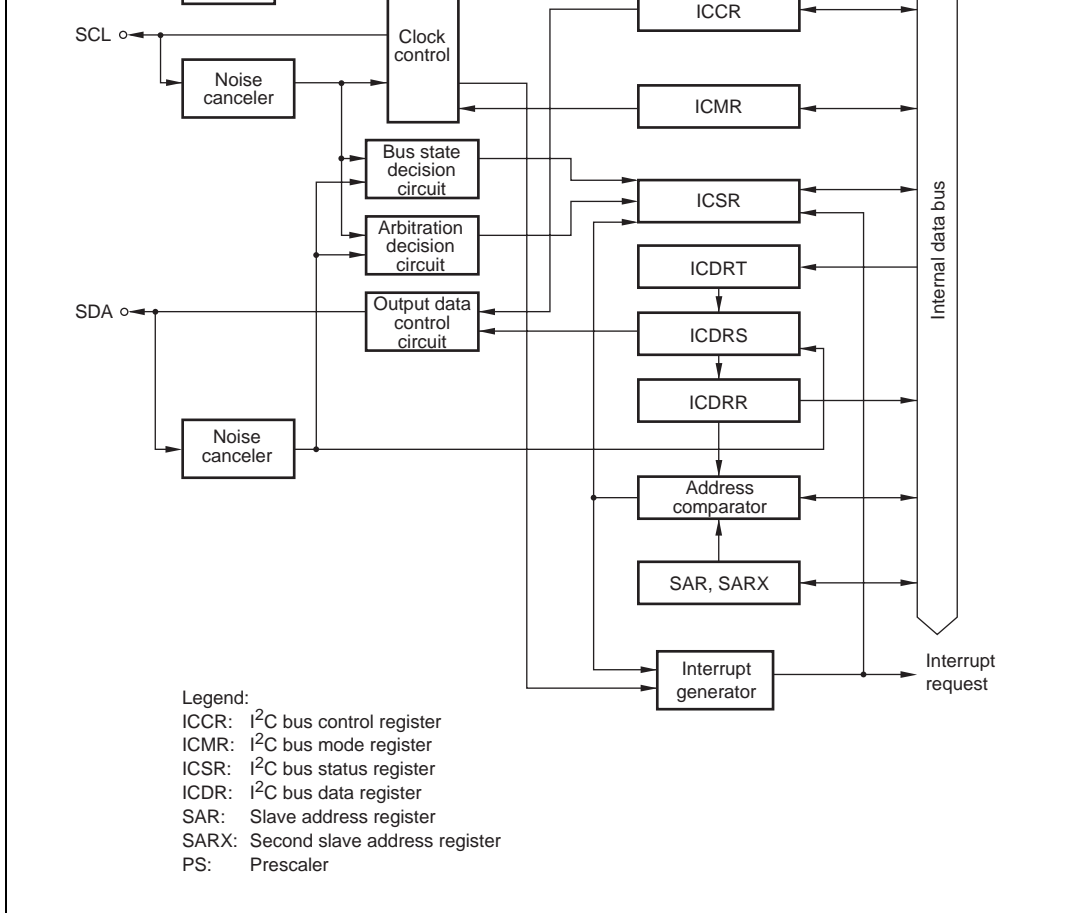 ICCR
SCL
Clock
control
Noise
canceler
ICMR
Bus state
decision
circuit
ICSR
Internal data bus
Arbitration
decision
circuit
ICDRT
SDA
Output data
control
circuit
ICDRS
ICDRR
Noise
canceler
Address
comparator
SAR, SARX
Interrupt
generator
Interrupt
request
Legend:
ICCR: I²C bus control register
ICMR: I²C bus mode register
ICSR: I²C bus status register
ICDR: I²C bus data register
SAR: Slave address register
SARX: Second slave address register
PS: Prescaler